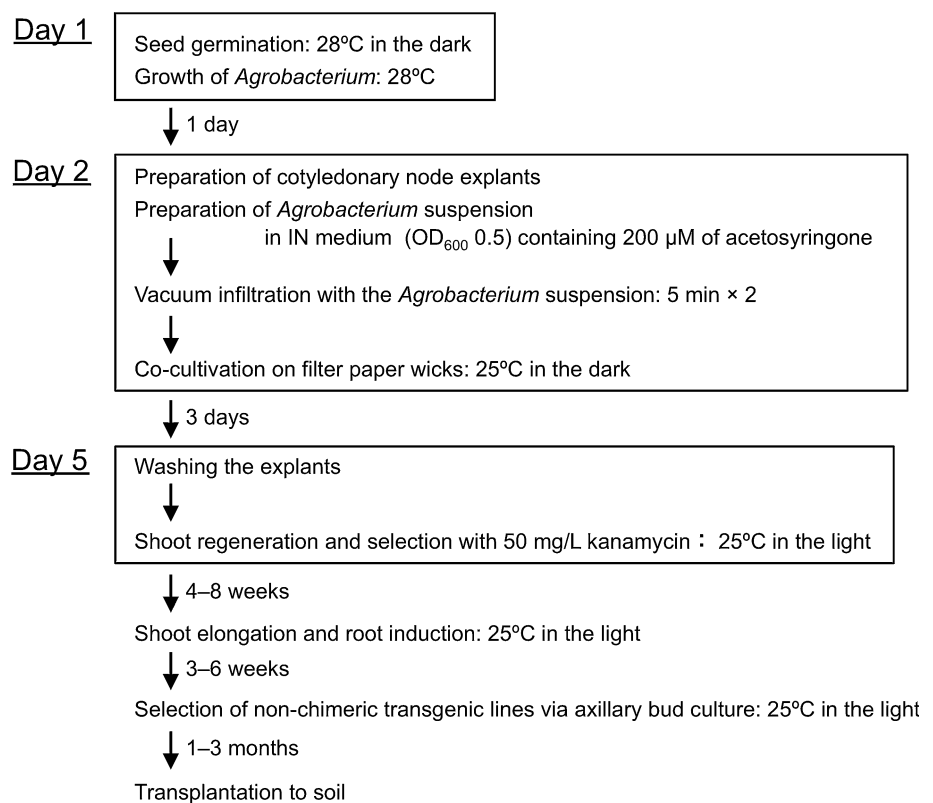 Day 1
Seed germination: 28ºC in the dark
Growth of Agrobacterium: 28ºC
1 day
Day 2
Preparation of cotyledonary node explants
Preparation of Agrobacterium suspension
in IN medium (OD600 0.5) containing 200 µM of acetosyringone
Vacuum infiltration with the Agrobacterium suspension: 5 min × 2
Co-cultivation on filter paper wicks: 25ºC in the dark
3 days
Day 5
Washing the explants
Shoot regeneration and selection with 50 mg/L kanamycin： 25ºC in the light
4–8 weeks
Shoot elongation and root induction: 25ºC in the light
3–6 weeks
Selection of non-chimeric transgenic lines via axillary bud culture: 25ºC in the light
1–3 months
Transplantation to soil